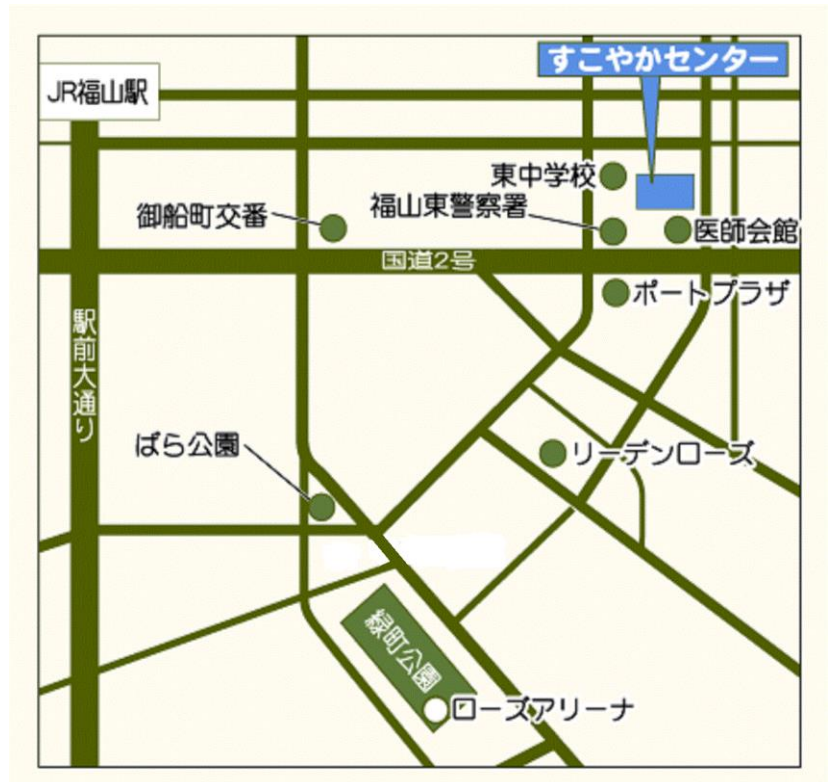 すこやかセンター
JR福山駅
東中学校
福山東警察署
御船町交番
医師会館
国道2号
ポートプラザ
駅前大通り
ばら公園
リーデンローズ
緑町公園
ローズアリーナ